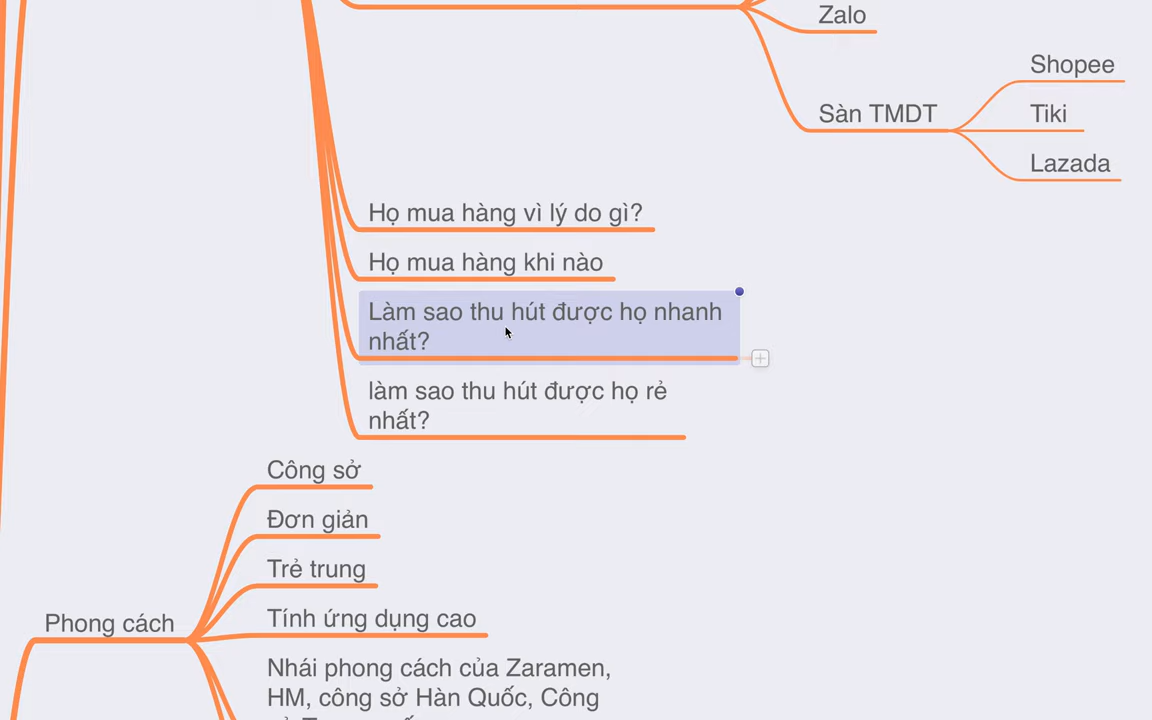 Zalo
Shopee
Sàn TMDT
Tiki
Lazada
Họ mua hàng vì lý do gì?
Họ mua hàng khi nào
Làm sao thu hút được họ nhanh
nhất?
làm sao thu hút được họ rẻ
nhất?
Công sở
Đơn giản
Trẻ trung
Tính ứng dụng cao
Phong cách
Nhái phong cách của Zaramen,
HM, công sở Hàn Quốc, Công